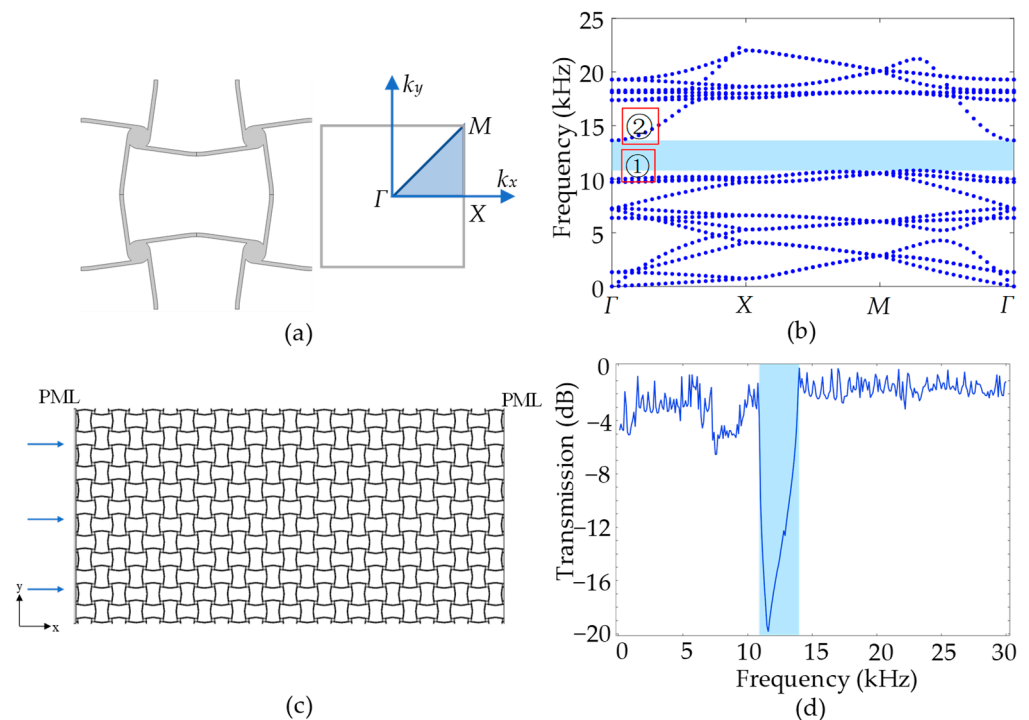 k_y
M
Γ
k_x
X
(a)
25
20
15
10
5
0
Frequency (kHz)
②
①
Γ
X
M
Γ
(b)
PML
PML
y
x
(c)
0
−4
−8
−12
−16
−20
Transmission (dB)
0 5 10 15 20 25 30
Frequency (kHz)
(d)